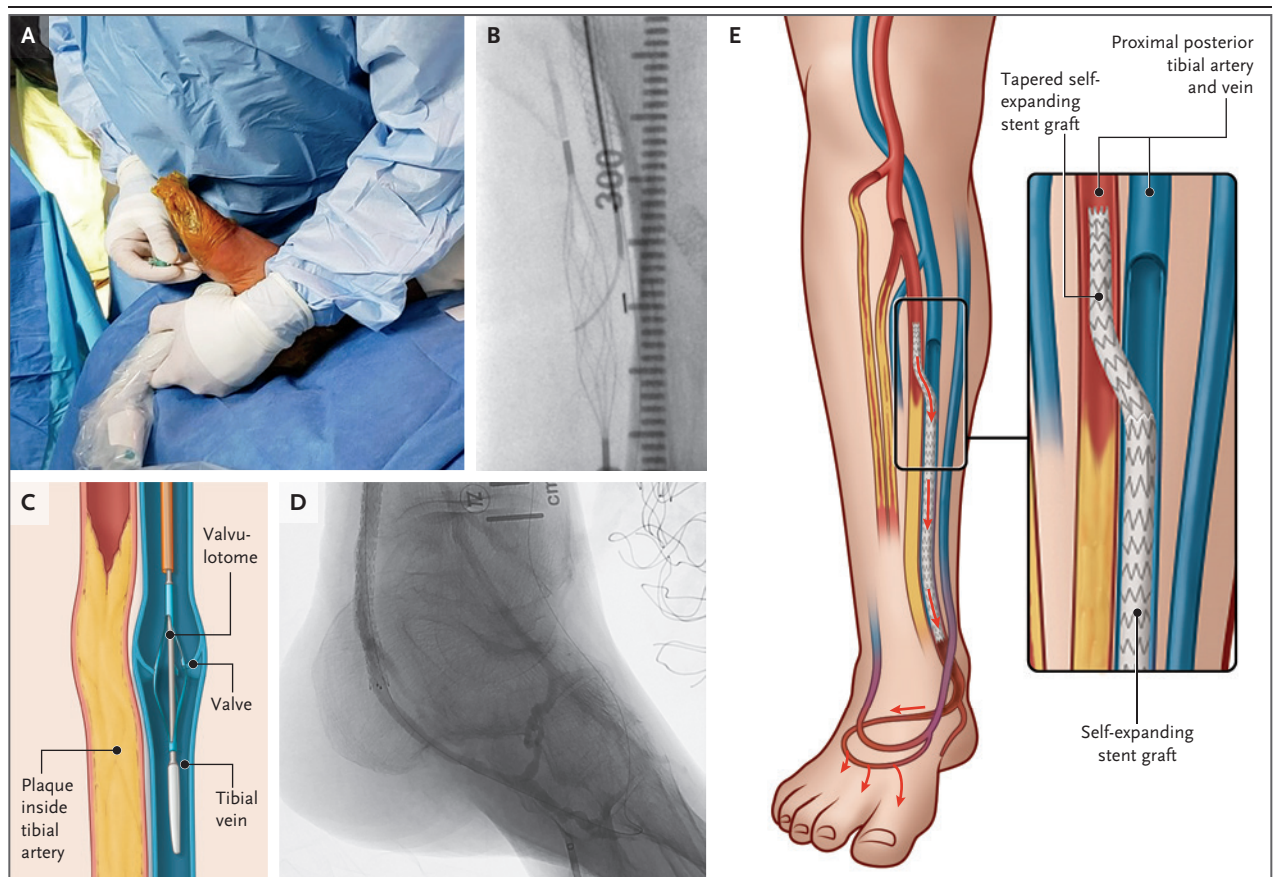 A
B
300
C
Valvu-
lotome
Valve
Plaque
inside
tibial
artery
Tibial
vein
D
cm
E
Proximal posterior
tibial artery
and vein
Tapered self-
expanding
stent graft
Self-expanding
stent graft